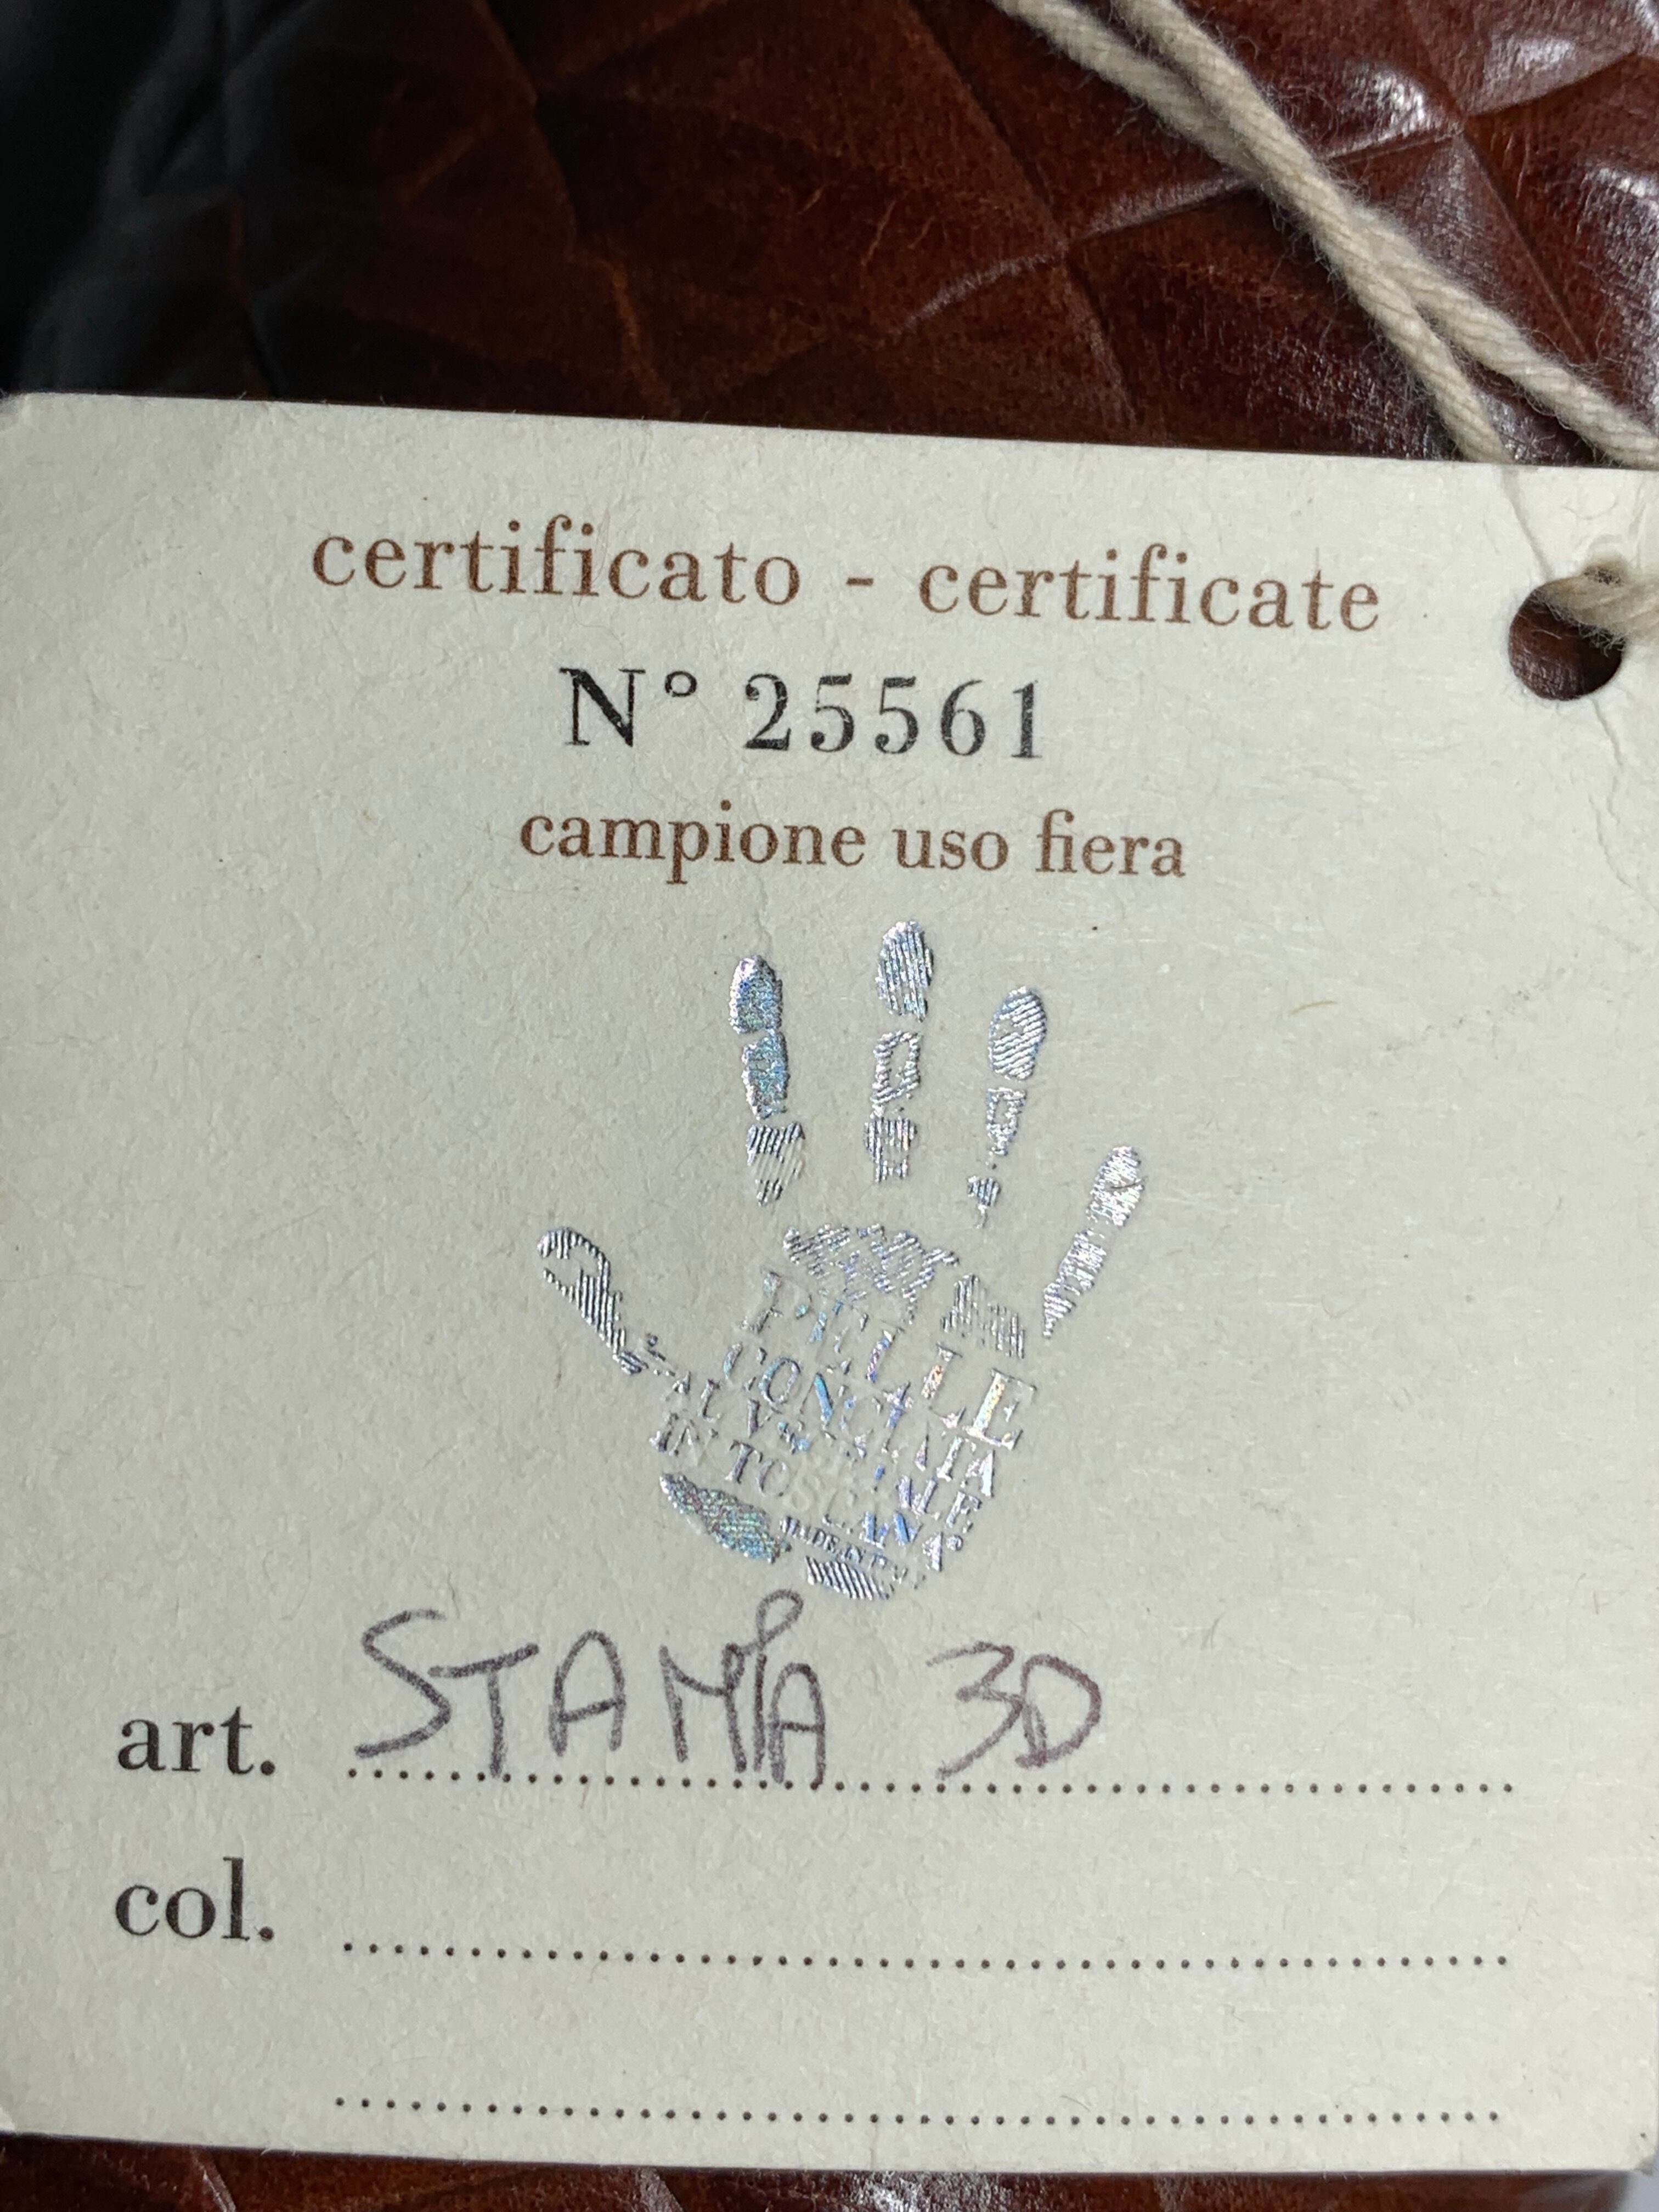 certificato - certificate
N° 25561
campione uso fiera
PELLE
CONCIATA
AL VEGETALE
IN TOSCANA
art. STAMPA 3D
col.